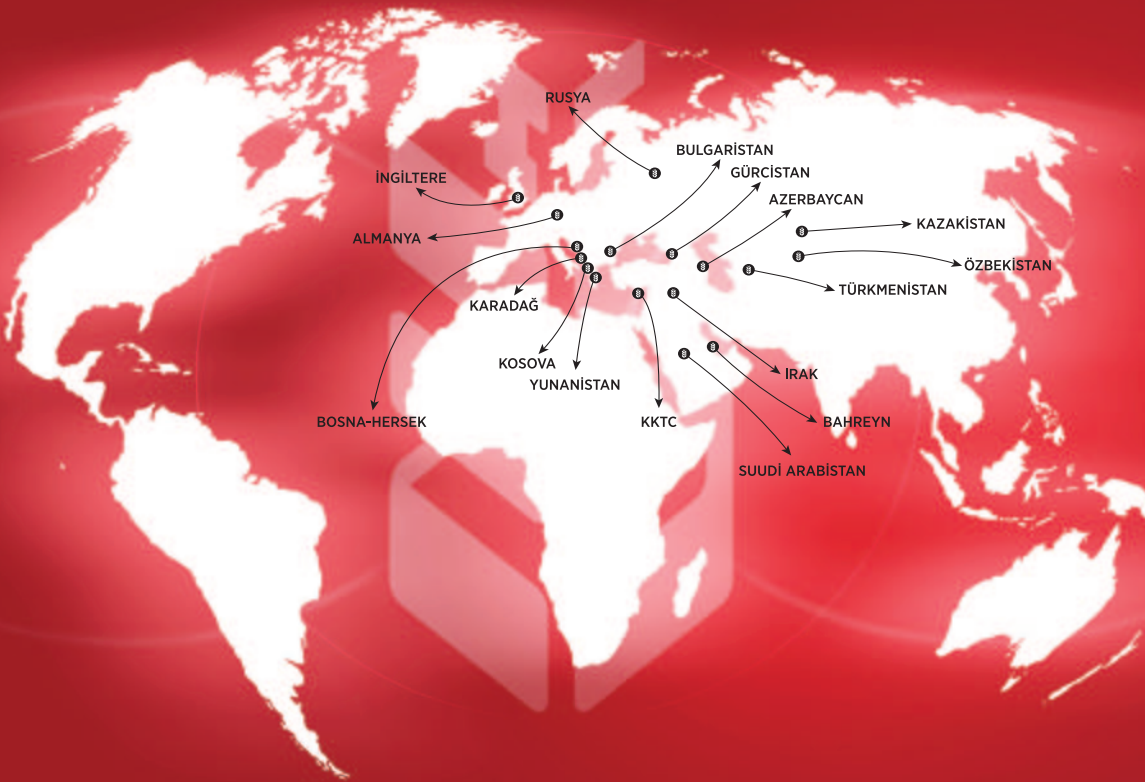 RUSYA
BULGARİSTAN
GÜRCİSTAN
İNGİLTERE
AZERBAYCAN
KAZAKİSTAN
ALMANYA
ÖZBEKİSTAN
TÜRKMENİSTAN
KARADAĞ
KOSOVA
IRAK
YUNANİSTAN
BOSNA-HERSEK
KKTC
BAHREYN
SUUDİ ARABİSTAN